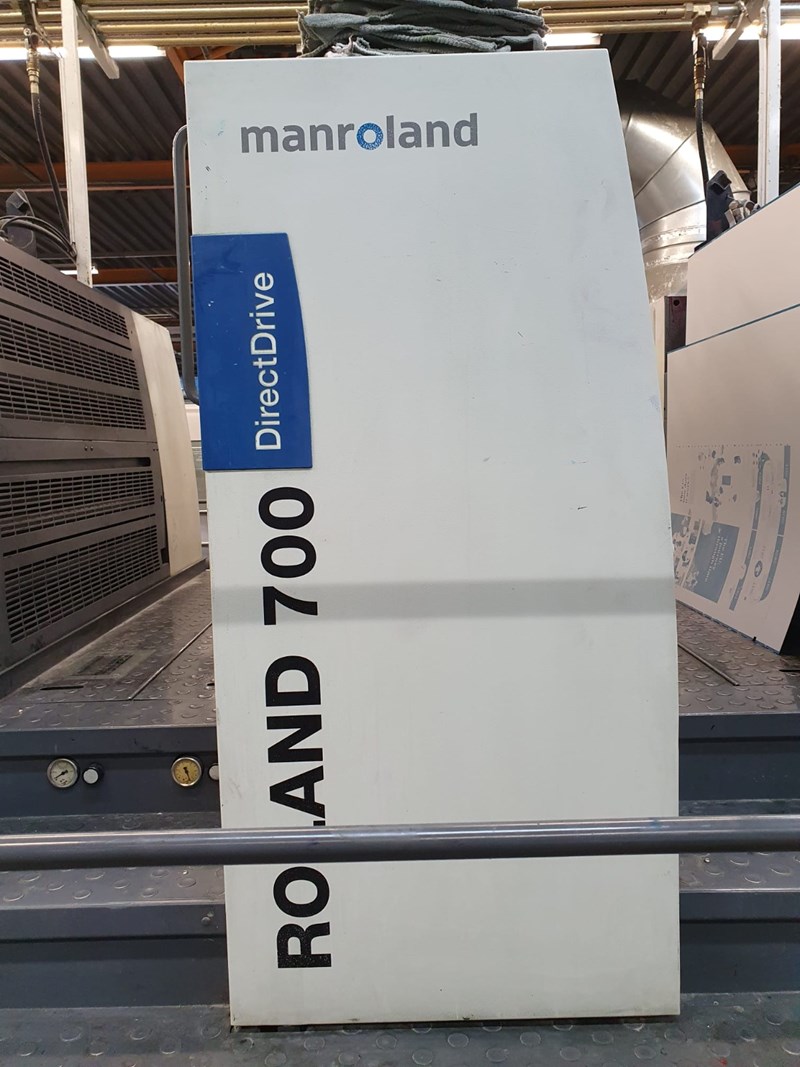 manroland
DirectDrive
ROLAND 700